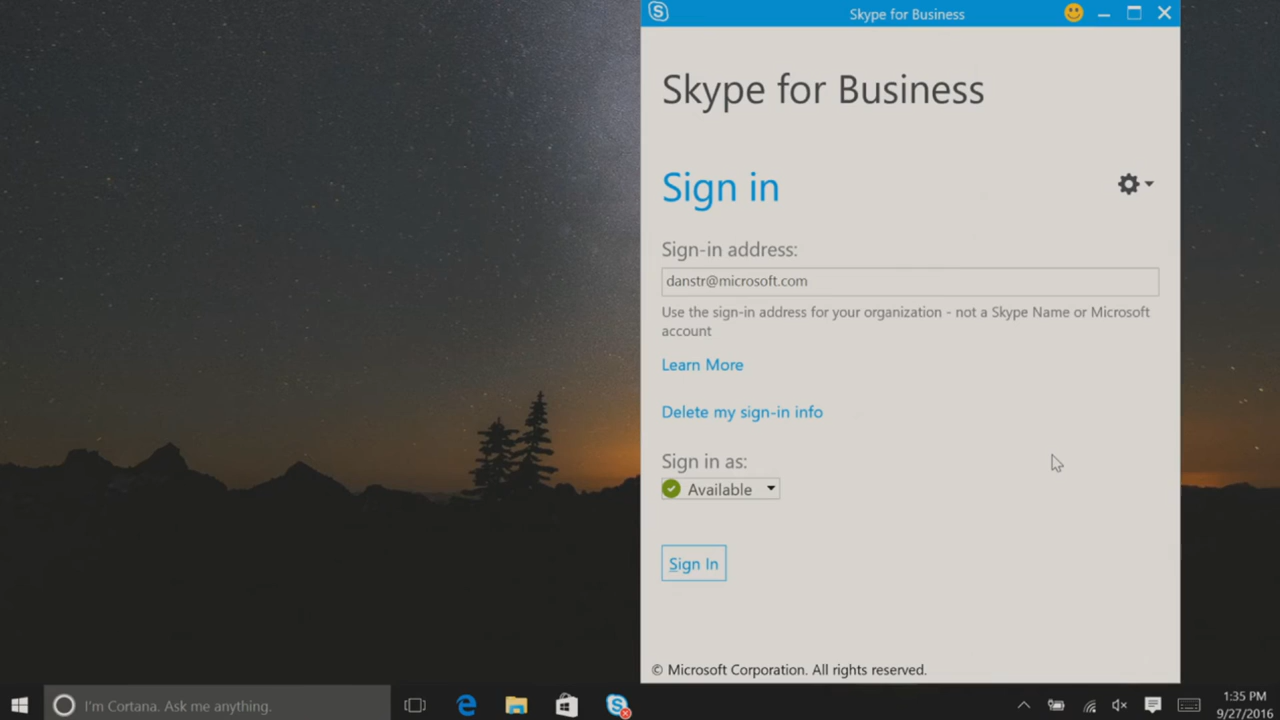 Skype for Business
Skype for Business
Sign in
Sign-in address:
danstr@microsoft.com
Use the sign-in address for your organization - not a Skype Name or Microsoft
account
Learn More
Delete my sign-in info
Sign in as:
Available
Sign In
© Microsoft Corporation. All rights reserved.
I'm Cortana. Ask me anything.
1:35 PM
9/27/2016